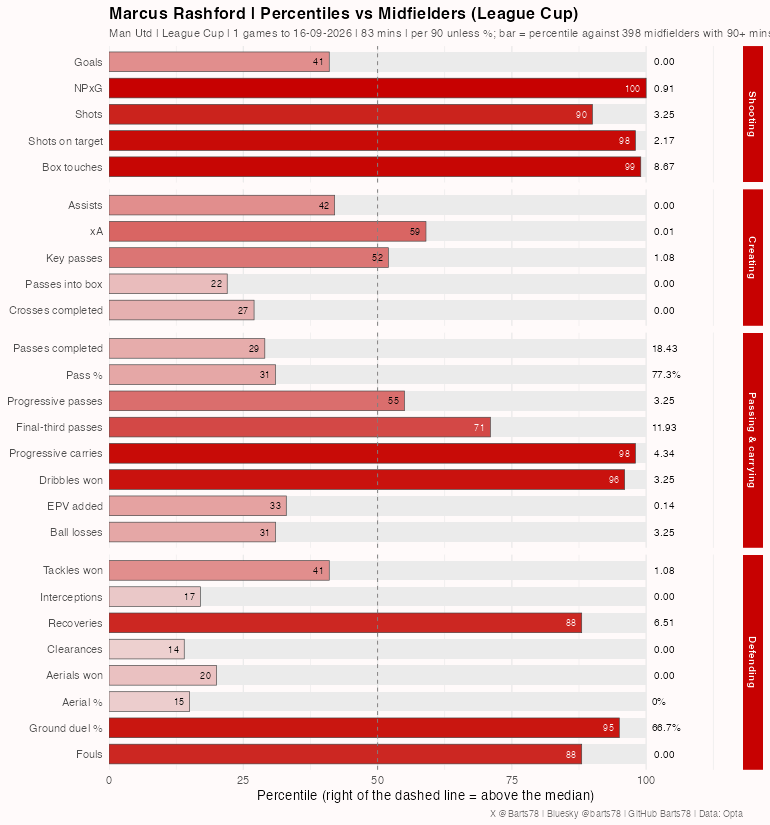 Marcus Rashford | Percentiles vs Midfielders (League Cup)
Man Utd | League Cup | 1 games to 16-09-2026 | 83 mins | per 90 unless %; bar = percentile against 398 midfielders with 90+ mins
Goals 41 0.00
NPxG 100 0.91
Shots 90 3.25
Shots on target 98 2.17
Box touches 99 8.67
Shooting
Assists 42 0.00
xA 59 0.01
Key passes 52 1.08
Passes into box 22 0.00
Crosses completed 27 0.00
Creating
Passes completed 29 18.43
Pass % 31 77.3%
Progressive passes 55 3.25
Final-third passes 71 11.93
Progressive carries 98 4.34
Dribbles won 96 3.25
EPV added 33 0.14
Ball losses 31 3.25
Passing & carrying
Tackles won 41 1.08
Interceptions 17 0.00
Recoveries 88 6.51
Clearances 14 0.00
Aerials won 20 0.00
Aerial % 15 0%
Ground duel % 95 66.7%
Fouls 88 0.00
Defending
0 25 50 75 100
Percentile (right of the dashed line = above the median)
X @Barts78 | Bluesky @barts78 | GitHub Barts78 | Data: Opta